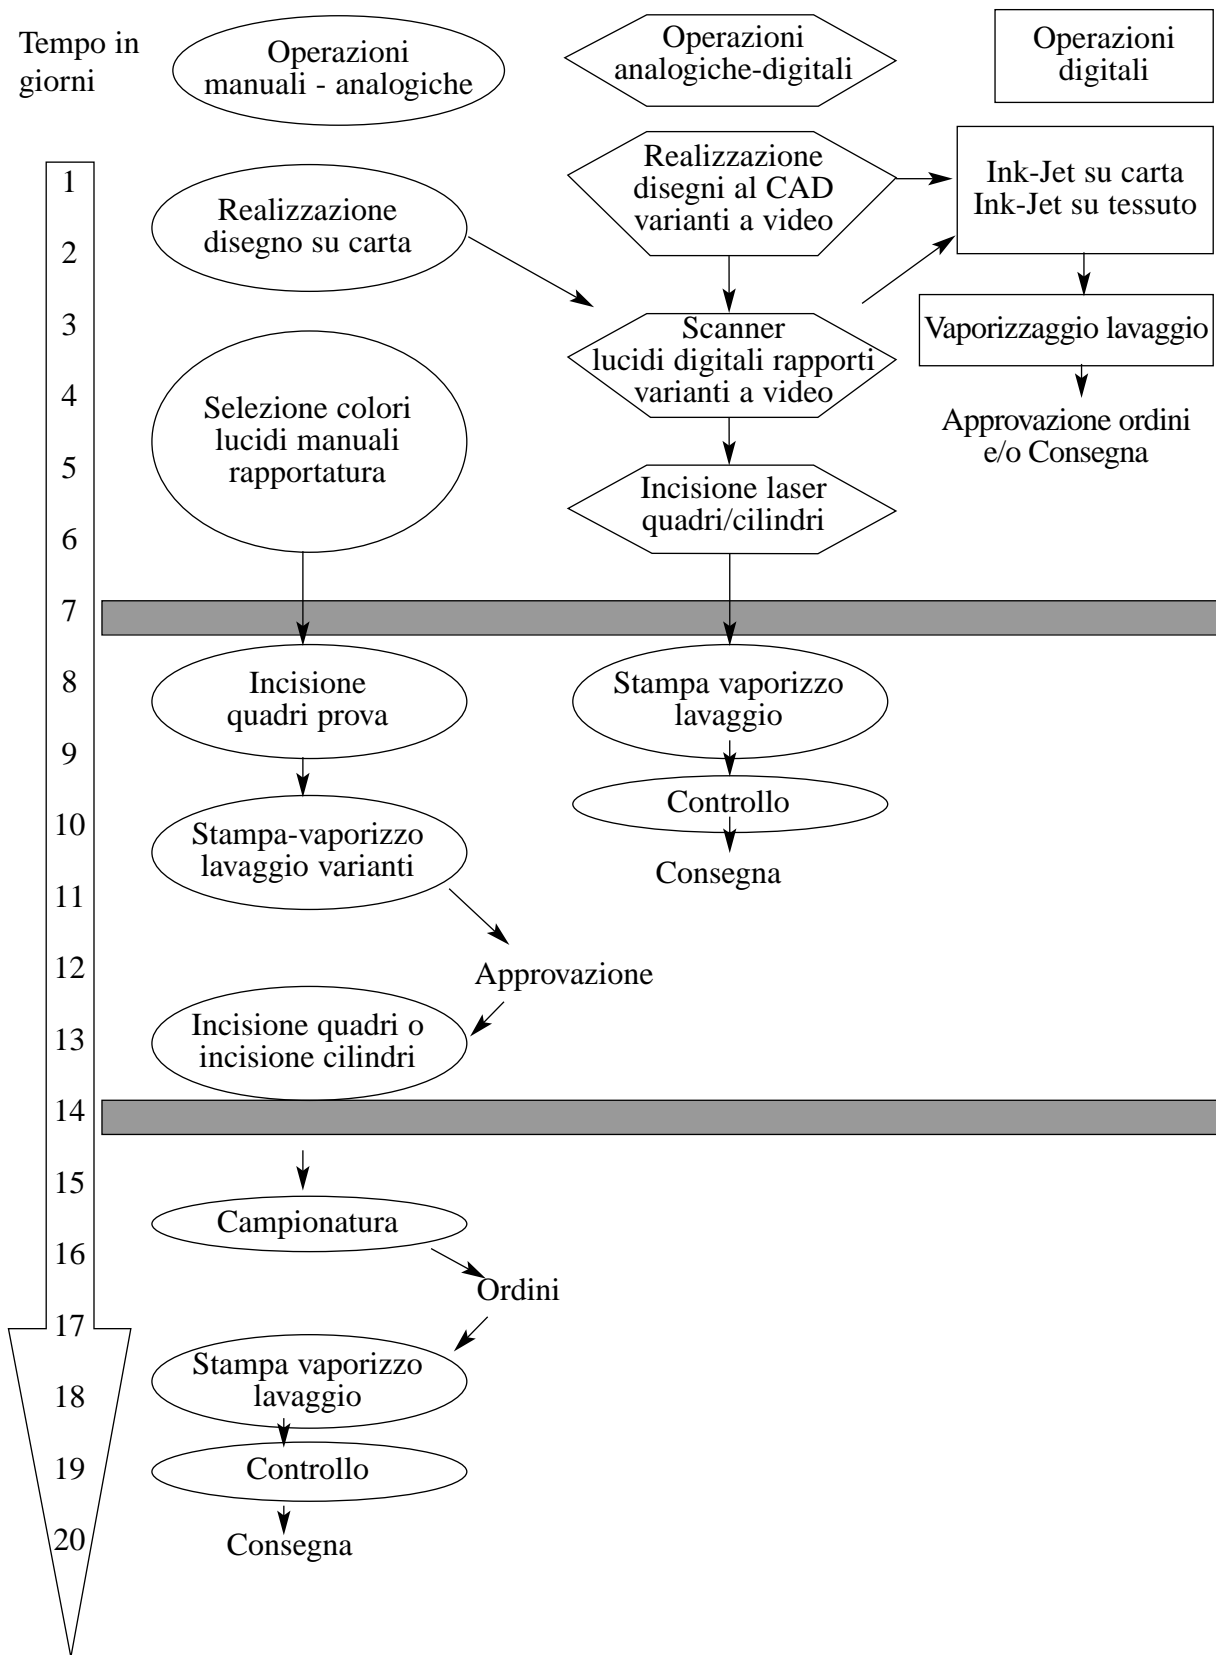 Tempo in
giorni
Operazioni
manuali - analogiche
Operazioni
analogiche-digitali
Operazioni
digitali
1
2
3
4
5
6
7
8
9
10
11
12
13
14
15
16
17
18
19
20
Realizzazione
disegno su carta
Selezione colori
lucidi manuali
rapportatura
Incisione
quadri prova
Stampa-vaporizzo
lavaggio varianti
Approvazione
Incisione quadri o
incisione cilindri
Campionatura
Ordini
Stampa vaporizzo
lavaggio
Controllo
Consegna
Realizzazione
disegni al CAD
varianti a video
Scanner
lucidi digitali rapporti
varianti a video
Incisione laser
quadri/cilindri
Stampa vaporizzo
lavaggio
Controllo
Consegna
Ink-Jet su carta
Ink-Jet su tessuto
Vaporizzaggio lavaggio
Approvazione ordini
e/o Consegna